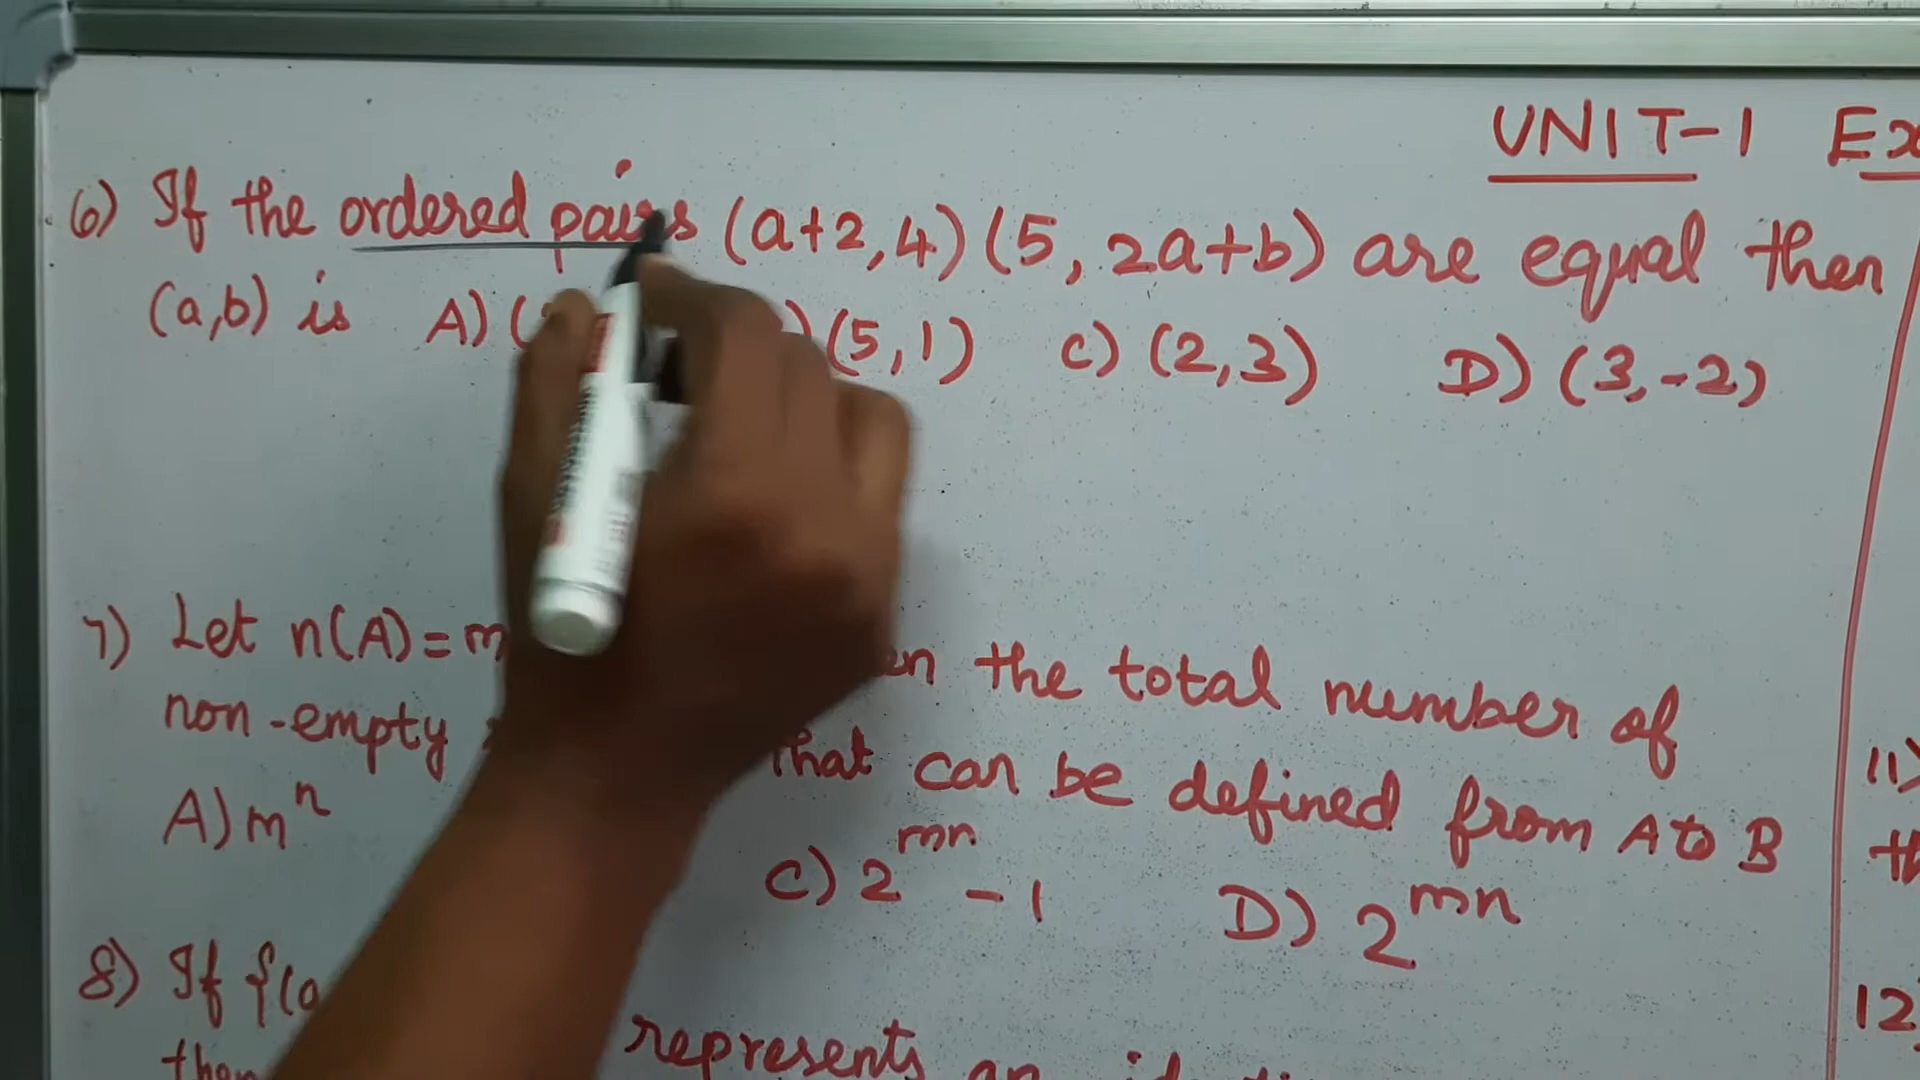 UNIT-1 Ex
6) If the ordered pairs (a+2,4)(5,2a+b) are equal then
(a,b) is A) ( ) (5,1) C) (2,3) D) (3,-2)
7) Let n(A)=m the total number of
non-empty that can be defined from A to B
A) mⁿ C) 2^mn - 1 D) 2^mn
8) If {(a
represents an
11)
12)